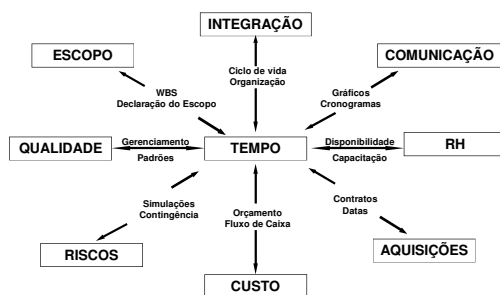 INTEGRAÇÃO
ESCOPO
COMUNICAÇÃO
Ciclo de vida
Organização
WBS
Declaração do Escopo
Gráficos
Cronogramas
QUALIDADE
Gerenciamento
Padrões
TEMPO
Disponibilidade
Capacitação
RH
Simulações
Contingência
Orçamento
Fluxo de Caixa
Contratos
Datas
RISCOS
AQUISIÇÕES
CUSTO